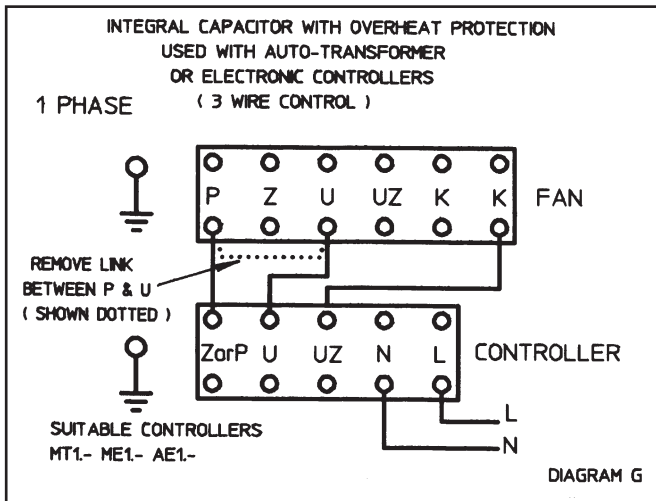 INTEGRAL CAPACITOR WITH OVERHEAT PROTECTION
USED WITH AUTO-TRANSFORMER
OR ELECTRONIC CONTROLLERS
( 3 WIRE CONTROL )
1 PHASE
P Z U UZ K K FAN
REMOVE LINK
BETWEEN P & U
( SHOWN DOTTED )
ZorP U UZ N L CONTROLLER
L
N
SUITABLE CONTROLLERS
MT1.- ME1.- AE1.-
DIAGRAM G